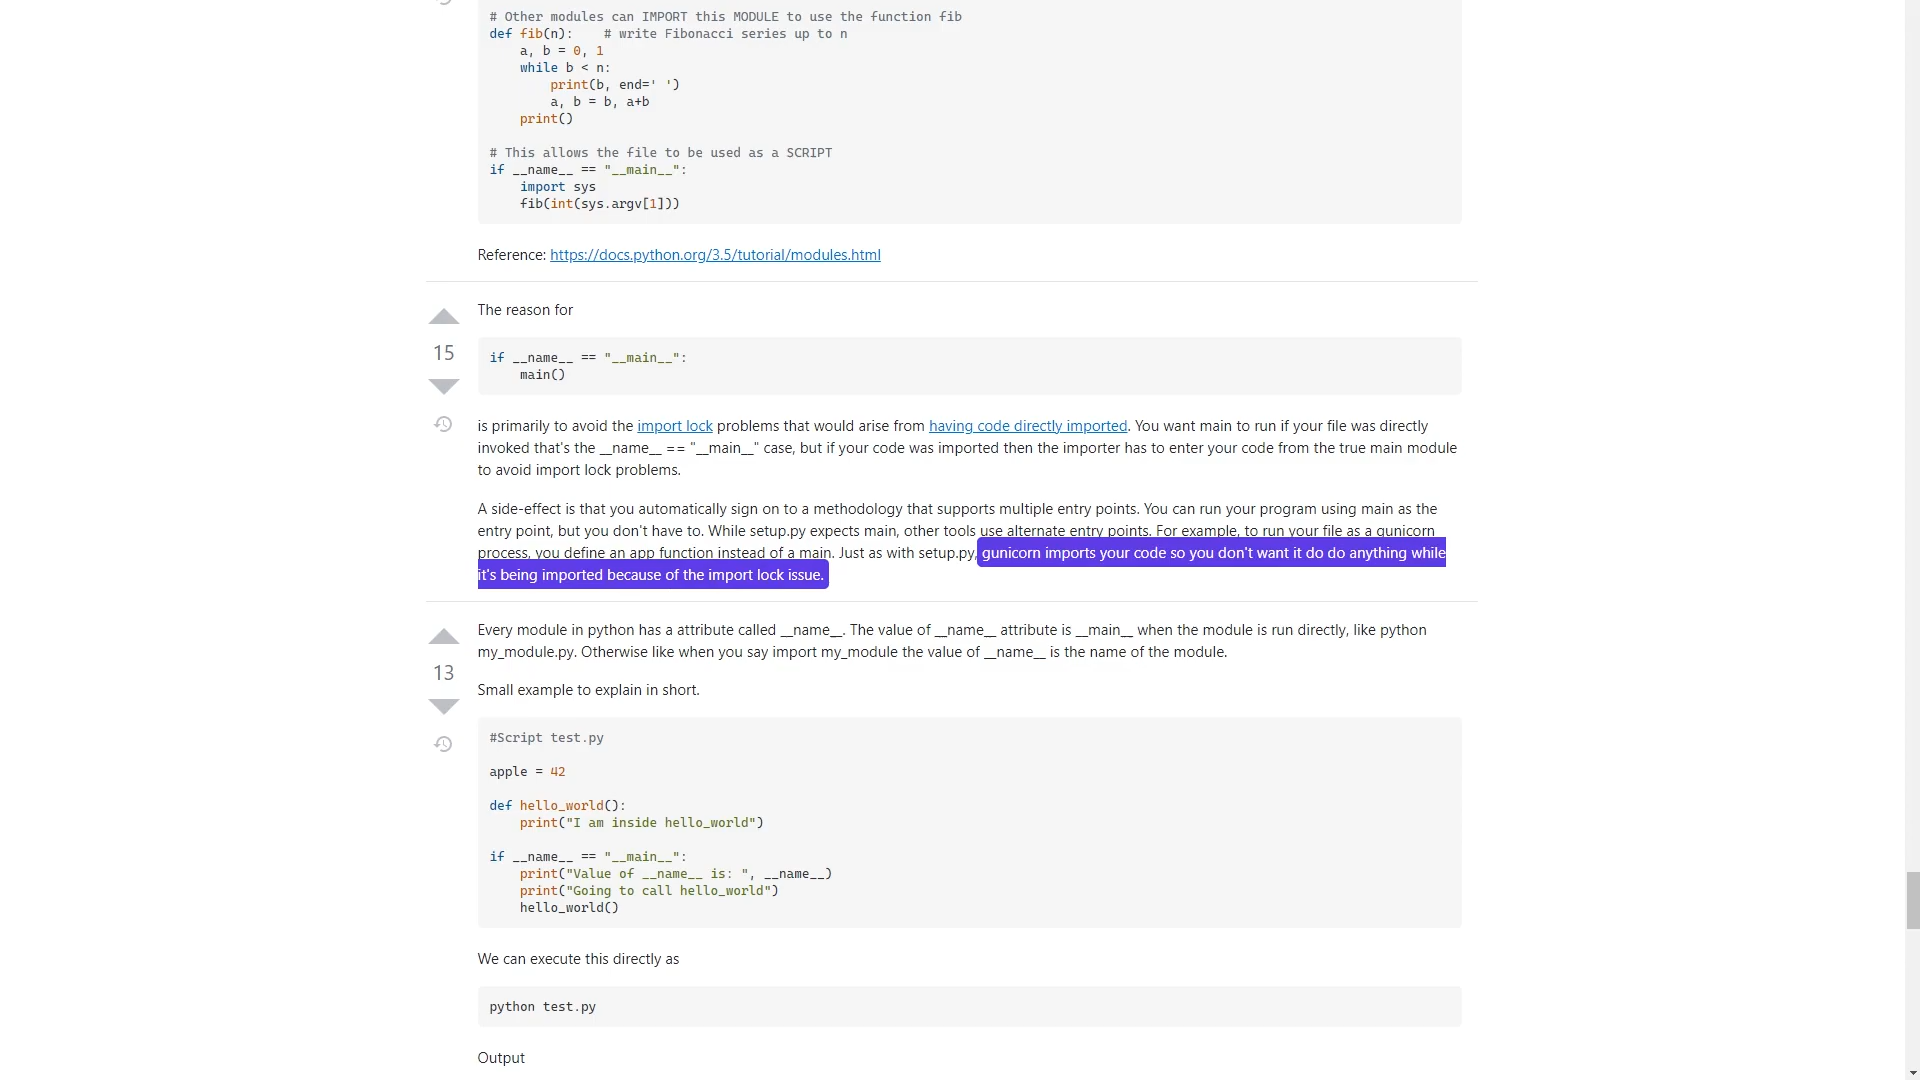 # Other modules can IMPORT this MODULE to use the function fib
def fib(n):    # write Fibonacci series up to n
    a, b = 0, 1
    while b < n:
        print(b, end=' ')
        a, b = b, a+b
    print()

# This allows the file to be used as a SCRIPT
if __name__ == "__main__":
    import sys
    fib(int(sys.argv[1]))
Reference: https://docs.python.org/3.5/tutorial/modules.html
The reason for
15
if __name__ == "__main__":
    main()
is primarily to avoid the import lock problems that would arise from having code directly imported. You want main to run if your file was directly
invoked that's the __name__ == "__main__" case, but if your code was imported then the importer has to enter your code from the true main module
to avoid import lock problems.
A side-effect is that you automatically sign on to a methodology that supports multiple entry points. You can run your program using main as the
entry point, but you don't have to. While setup.py expects main, other tools use alternate entry points. For example, to run your file as a gunicorn
process, you define an app function instead of a main. Just as with setup.py, gunicorn imports your code so you don't want it do do anything while
it's being imported because of the import lock issue.
Every module in python has a attribute called __name__. The value of __name__ attribute is __main__ when the module is run directly, like python
my_module.py. Otherwise like when you say import my_module the value of __name__ is the name of the module.
13
Small example to explain in short.
#Script test.py

apple = 42

def hello_world():
    print("I am inside hello_world")

if __name__ == "__main__":
    print("Value of __name__ is: ", __name__)
    print("Going to call hello_world")
    hello_world()
We can execute this directly as
python test.py
Output